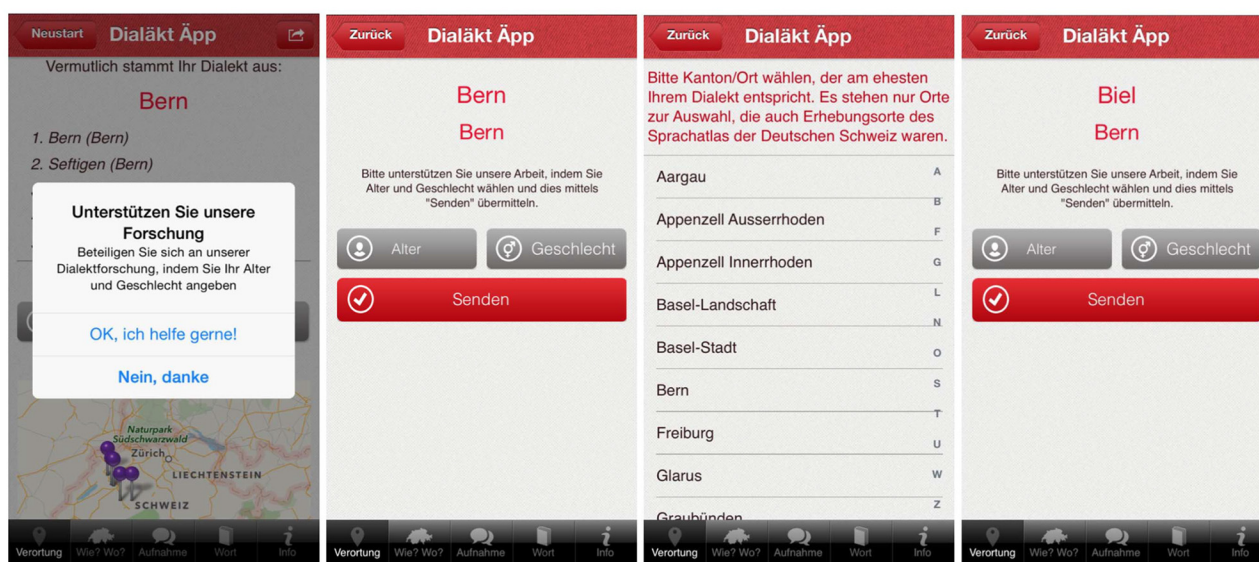 Neustart
Dialäkt Äpp
Vermutlich stammt Ihr Dialekt aus:
Bern
1. Bern (Bern)
2. Seftigen (Bern)
Unterstützen Sie unsere
Forschung
Beteiligen Sie sich an unserer
Dialektforschung, indem Sie Ihr Alter
und Geschlecht angeben
OK, ich helfe gerne!
Nein, danke
Naturpark
Südschwarzwald
Zürich
LIECHTENSTEIN
SCHWEIZ
Verortung Wie? Wo? Aufnahme Wort Info
Zurück
Dialäkt Äpp
Bern
Bern
Bitte unterstützen Sie unsere Arbeit, indem Sie
Alter und Geschlecht wählen und dies mittels
"Senden" übermitteln.
Alter
Geschlecht
Senden
Verortung Wie? Wo? Aufnahme Wort Info
Zurück
Dialäkt Äpp
Bitte Kanton/Ort wählen, der am ehesten
Ihrem Dialekt entspricht. Es stehen nur Orte
zur Auswahl, die auch Erhebungsorte des
Sprachatlas der Deutschen Schweiz waren.
Aargau
Appenzell Ausserrhoden
Appenzell Innerrhoden
Basel-Landschaft
Basel-Stadt
Bern
Freiburg
Glarus
Graubünden
A
B
F
G
L
N
O
S
T
U
W
Z
Verortung Wie? Wo? Aufnahme Wort Info
Zurück
Dialäkt Äpp
Biel
Bern
Bitte unterstützen Sie unsere Arbeit, indem Sie
Alter und Geschlecht wählen und dies mittels
"Senden" übermitteln.
Alter
Geschlecht
Senden
Verortung Wie? Wo? Aufnahme Wort Info